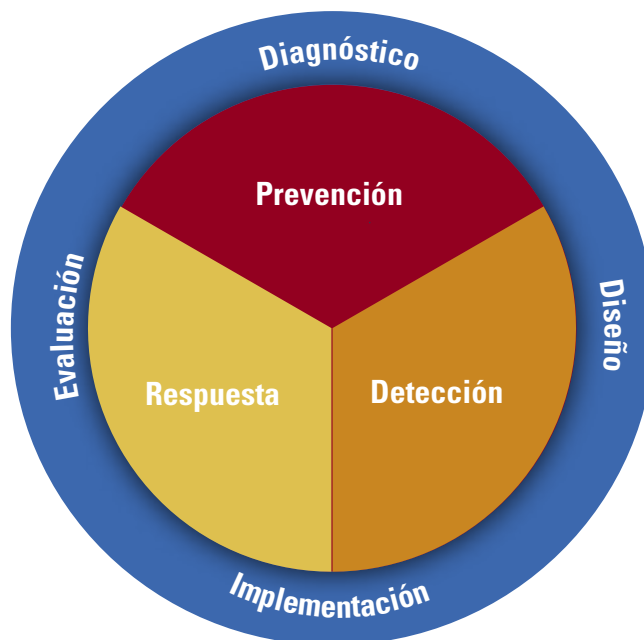 Diagnóstico
Prevención
Evaluación
Diseño
Respuesta
Detección
Implementación